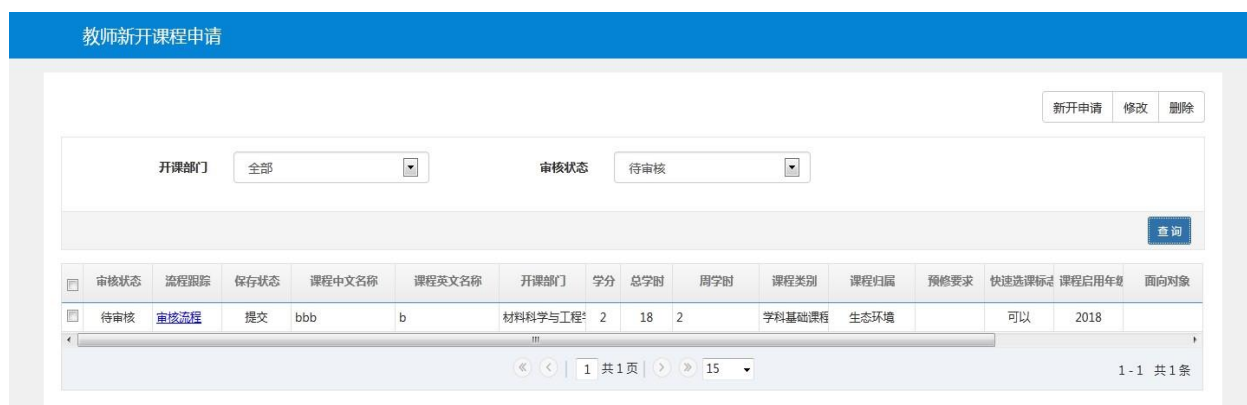 教师新开课程申请
新开申请 修改 删除
开课部门 全部 审核状态 待审核
查询
审核状态 流程跟踪 保存状态 课程中文名称 课程英文名称 开课部门 学分 总学时 周学时 课程类别 课程归属 预修要求 快速选课标志 课程启用年级 面向对象
待审核 审核流程 提交 bbb b 材料科学与工程学 2 18 2 学科基础课程 生态环境 可以 2018
1 共1页 15 1-1 共1条